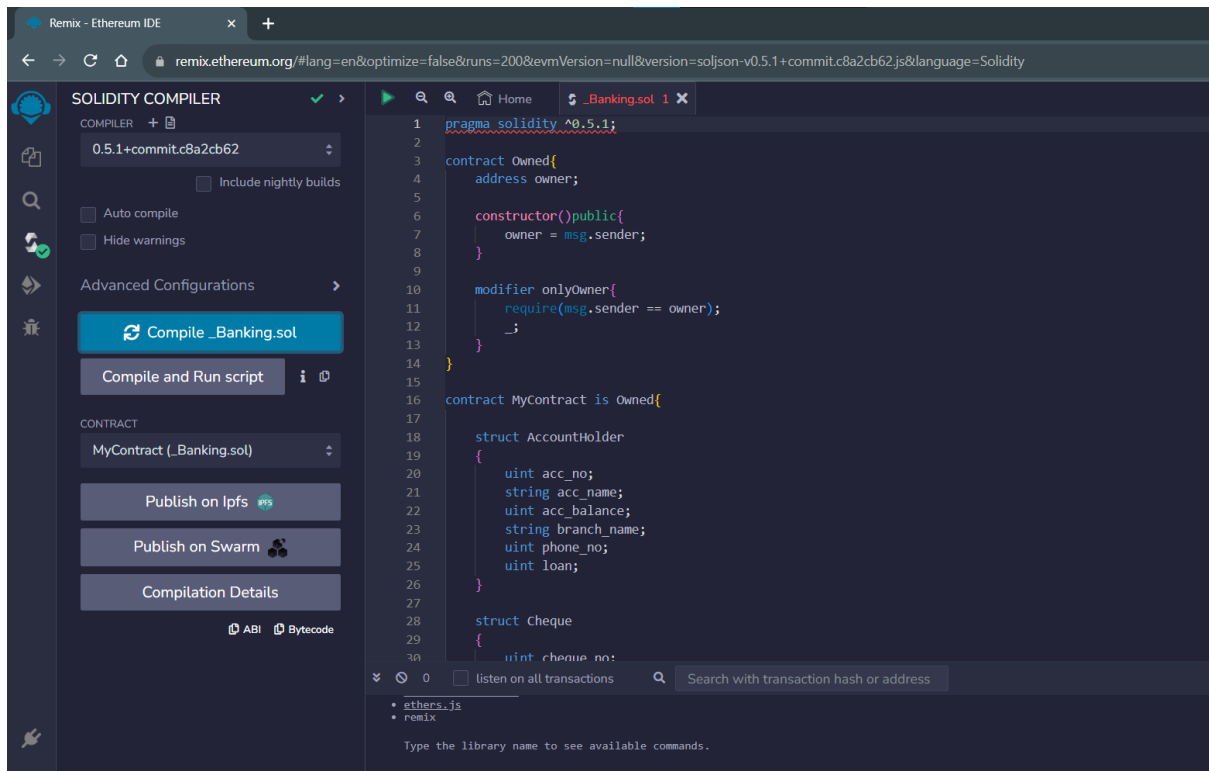 Remix - Ethereum IDE
remix.ethereum.org/#lang=en&optimize=false&runs=200&evmVersion=null&version=soljson-v0.5.1+commit.c8a2cb62.js&language=Solidity
SOLIDITY COMPILER
COMPILER
0.5.1+commit.c8a2cb62
Include nightly builds
Auto compile
Hide warnings
Advanced Configurations
Compile _Banking.sol
Compile and Run script
CONTRACT
MyContract (_Banking.sol)
Publish on Ipfs IPFS
Publish on Swarm
Compilation Details
ABI Bytecode
Home _Banking.sol 1
1 pragma solidity ^0.5.1;
2
3 contract Owned{
4 address owner;
5
6 constructor()public{
7 owner = msg.sender;
8 }
9
10 modifier onlyOwner{
11 require(msg.sender == owner);
12 _;
13 }
14 }
15
16 contract MyContract is Owned{
17
18 struct AccountHolder
19 {
20 uint acc_no;
21 string acc_name;
22 uint acc_balance;
23 string branch_name;
24 uint phone_no;
25 uint loan;
26 }
27
28 struct Cheque
29 {
30 uint cheque_no;
0 listen on all transactions Search with transaction hash or address
• ethers.js
• remix
Type the library name to see available commands.